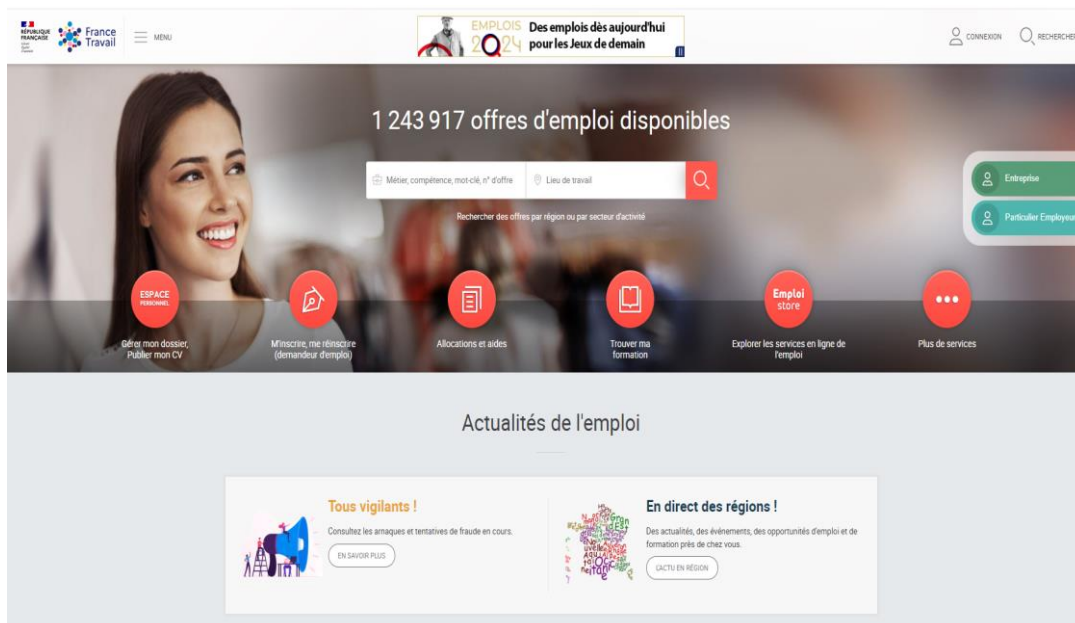 RÉPUBLIQUE
FRANÇAISE
France
Travail
MENU
EMPLOIS
2024
Des emplois dès aujourd'hui
pour les Jeux de demain
CONNEXION
RECHERCHER
1 243 917 offres d'emploi disponibles
Métier, compétence, mot-clé, n° d'offre
Lieu de travail
Rechercher des offres par région ou par secteur d'activité
Entreprise
Particulier Employeur
ESPACE
PERSONNEL
Gérer mon dossier,
Publier mon CV
M'inscrire, me réinscrire
(demandeur d'emploi)
Allocations et aides
Trouver ma
formation
Emploi
store
Explorer les services en ligne de
l'emploi
Plus de services
Actualités de l'emploi
Tous vigilants !
Consultez les arnaques et tentatives de fraude en cours.
EN SAVOIR PLUS
En direct des régions !
Des actualités, des événements, des opportunités d'emploi et de
formation près de chez vous.
L'ACTU EN RÉGION